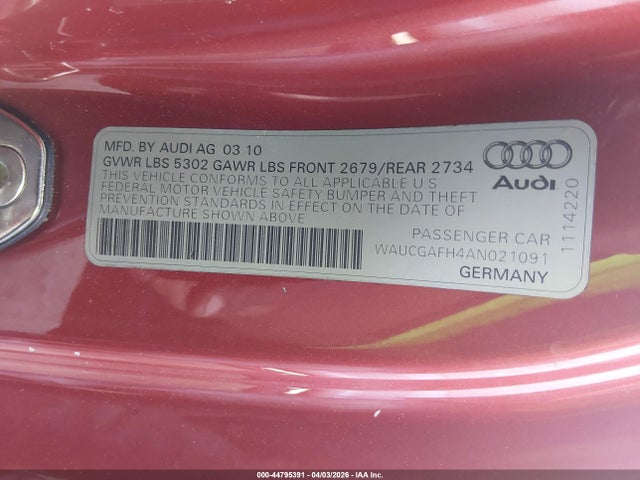 MFD. BY AUDI AG 03 10
GVWR LBS 5302 GAWR LBS FRONT 2679/REAR 2734
THIS VEHICLE CONFORMS TO ALL APPLICABLE U S
FEDERAL MOTOR VEHICLE SAFETY BUMPER AND THEFT
PREVENTION STANDARDS IN EFFECT ON THE DATE OF
MANUFACTURE SHOWN ABOVE
Audi
PASSENGER CAR
WAUCGAFH4AN021091
GERMANY
1114220
000-44795391 - 04/03/2026 - IAA Inc.